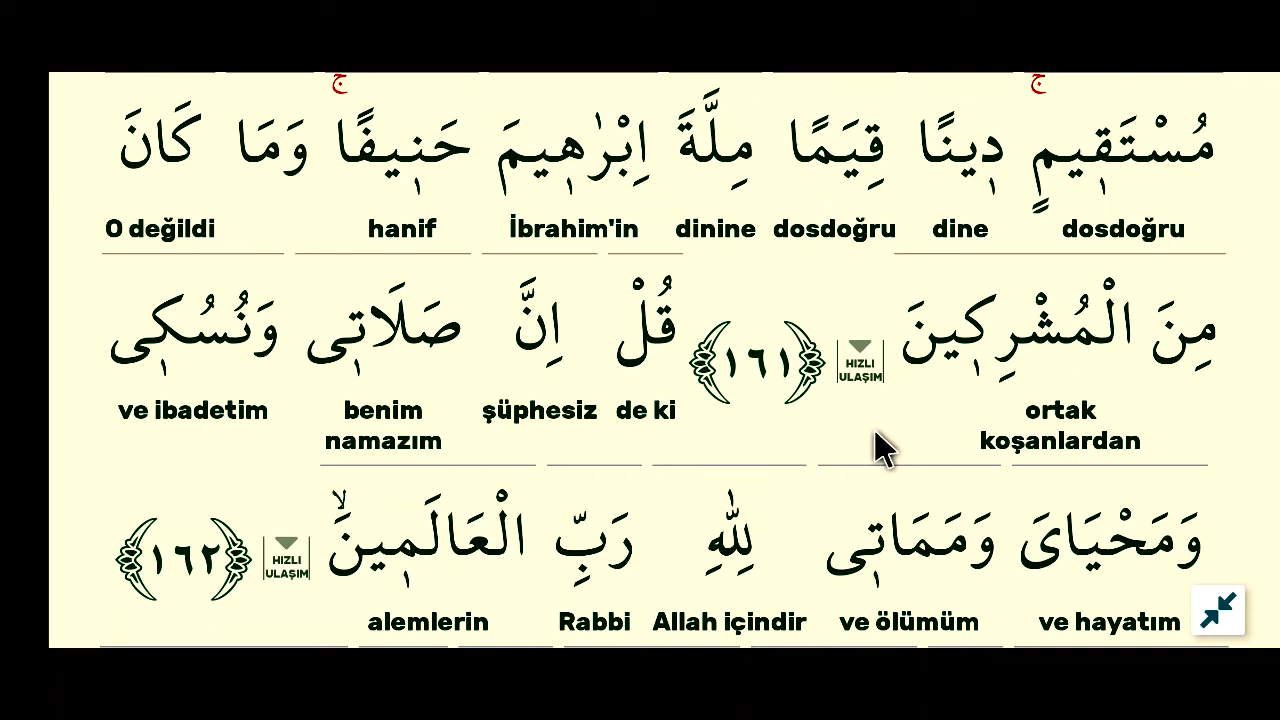 ج ج
مُسْتَقٖيمٍ دٖينًا قِيَمًا مِلَّةَ اِبْرٰهٖيمَ حَنٖيفًا وَمَا كَانَ
dosdoğru dine dosdoğru dinine İbrahim'in hanif O değildi
مِنَ الْمُشْرِكٖينَ HIZLI ULAŞIM ﴿١٦١﴾ قُلْ اِنَّ صَلَاتٖى وَنُسُكٖى
ortak koşanlardan de ki şüphesiz benim namazım ve ibadetim
وَمَحْيَاىَ وَمَمَاتٖى لِلّٰهِ رَبِّ الْعَالَمٖينَۙ HIZLI ULAŞIM ﴿١٦٢﴾
ve hayatım ve ölümüm Allah içindir Rabbi alemlerin